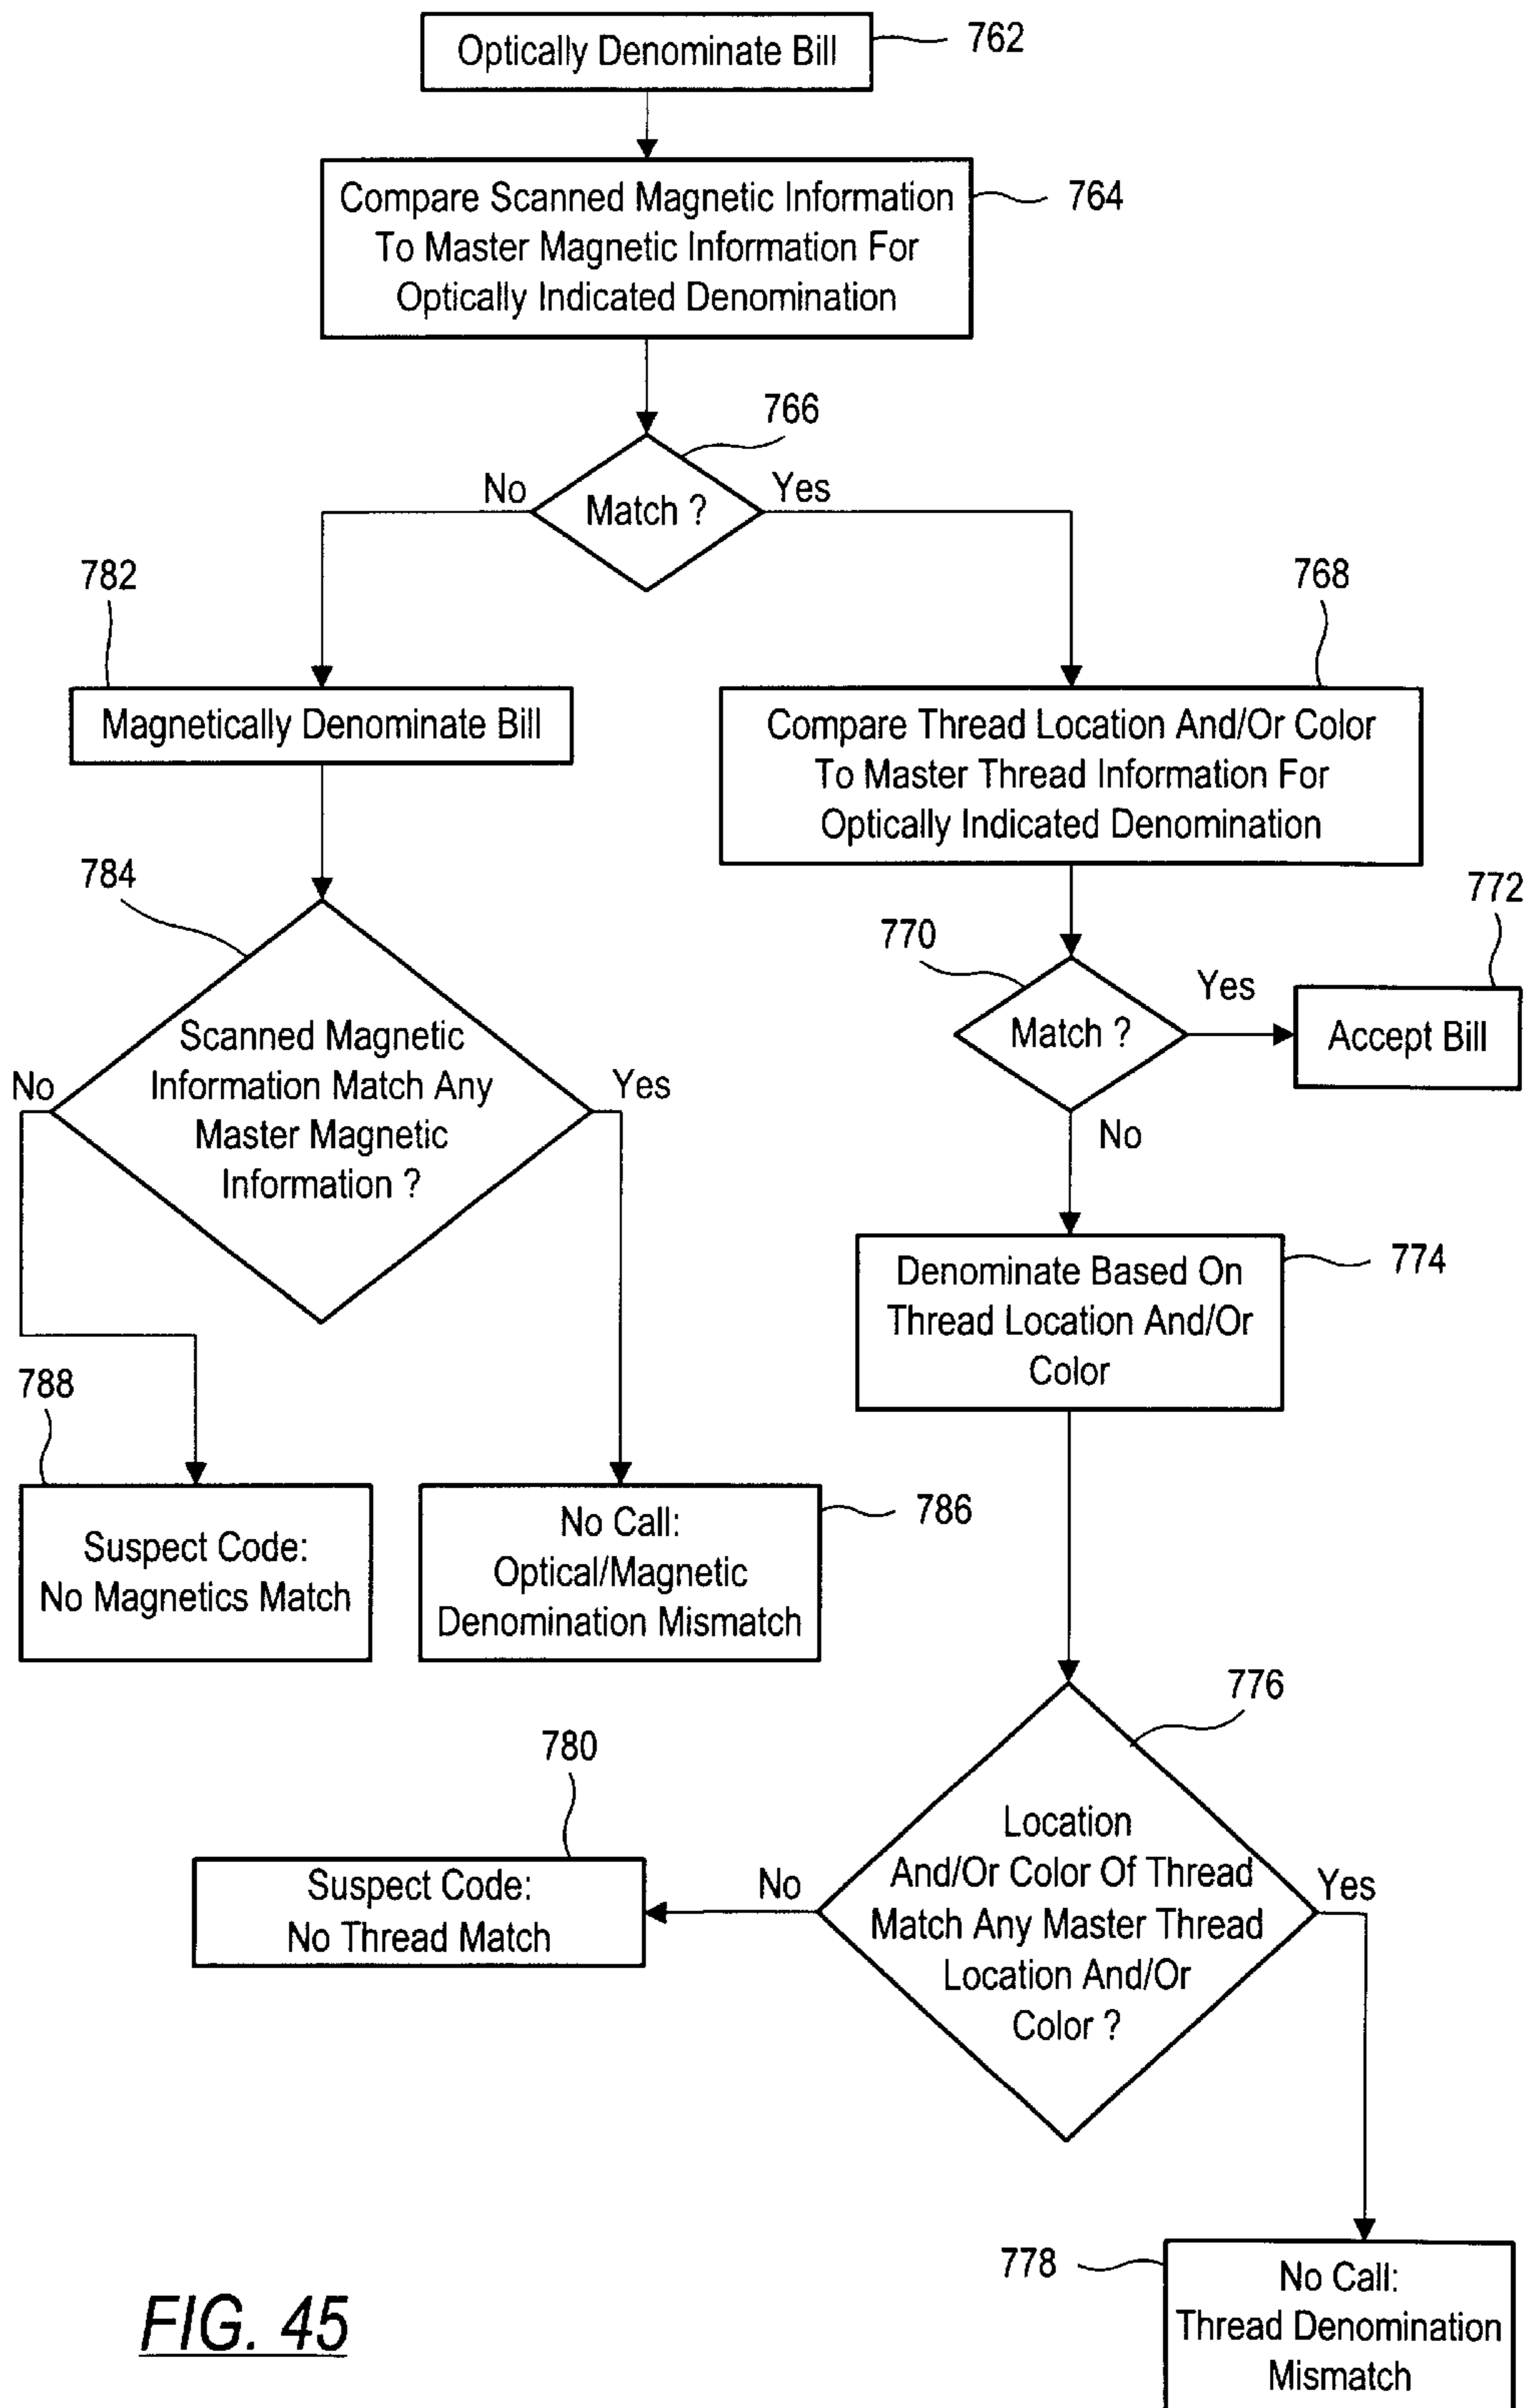 Optically Denominate Bill
762
Compare Scanned Magnetic Information
To Master Magnetic Information For
Optically Indicated Denomination
764
766
No
Match ?
Yes
782
768
Magnetically Denominate Bill
Compare Thread Location And/Or Color
To Master Thread Information For
Optically Indicated Denomination
784
772
770
Yes
Match ?
Accept Bill
No
Scanned Magnetic
Information Match Any
Master Magnetic
Information ?
No
Yes
774
Denominate Based On
Thread Location And/Or
Color
788
Suspect Code:
No Magnetics Match
No Call:
Optical/Magnetic
Denomination Mismatch
786
776
780
Location
And/Or Color Of Thread
Match Any Master Thread
Location And/Or
Color ?
No
Yes
Suspect Code:
No Thread Match
778
No Call:
Thread Denomination
Mismatch
FIG. 45